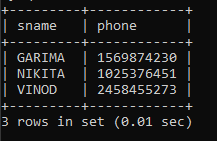 +---------+------------+
| sname   | phone      |
+---------+------------+
| GARIMA  | 1569874230 |
| NIKITA  | 1025376451 |
| VINOD   | 2458455273 |
+---------+------------+
3 rows in set (0.01 sec)